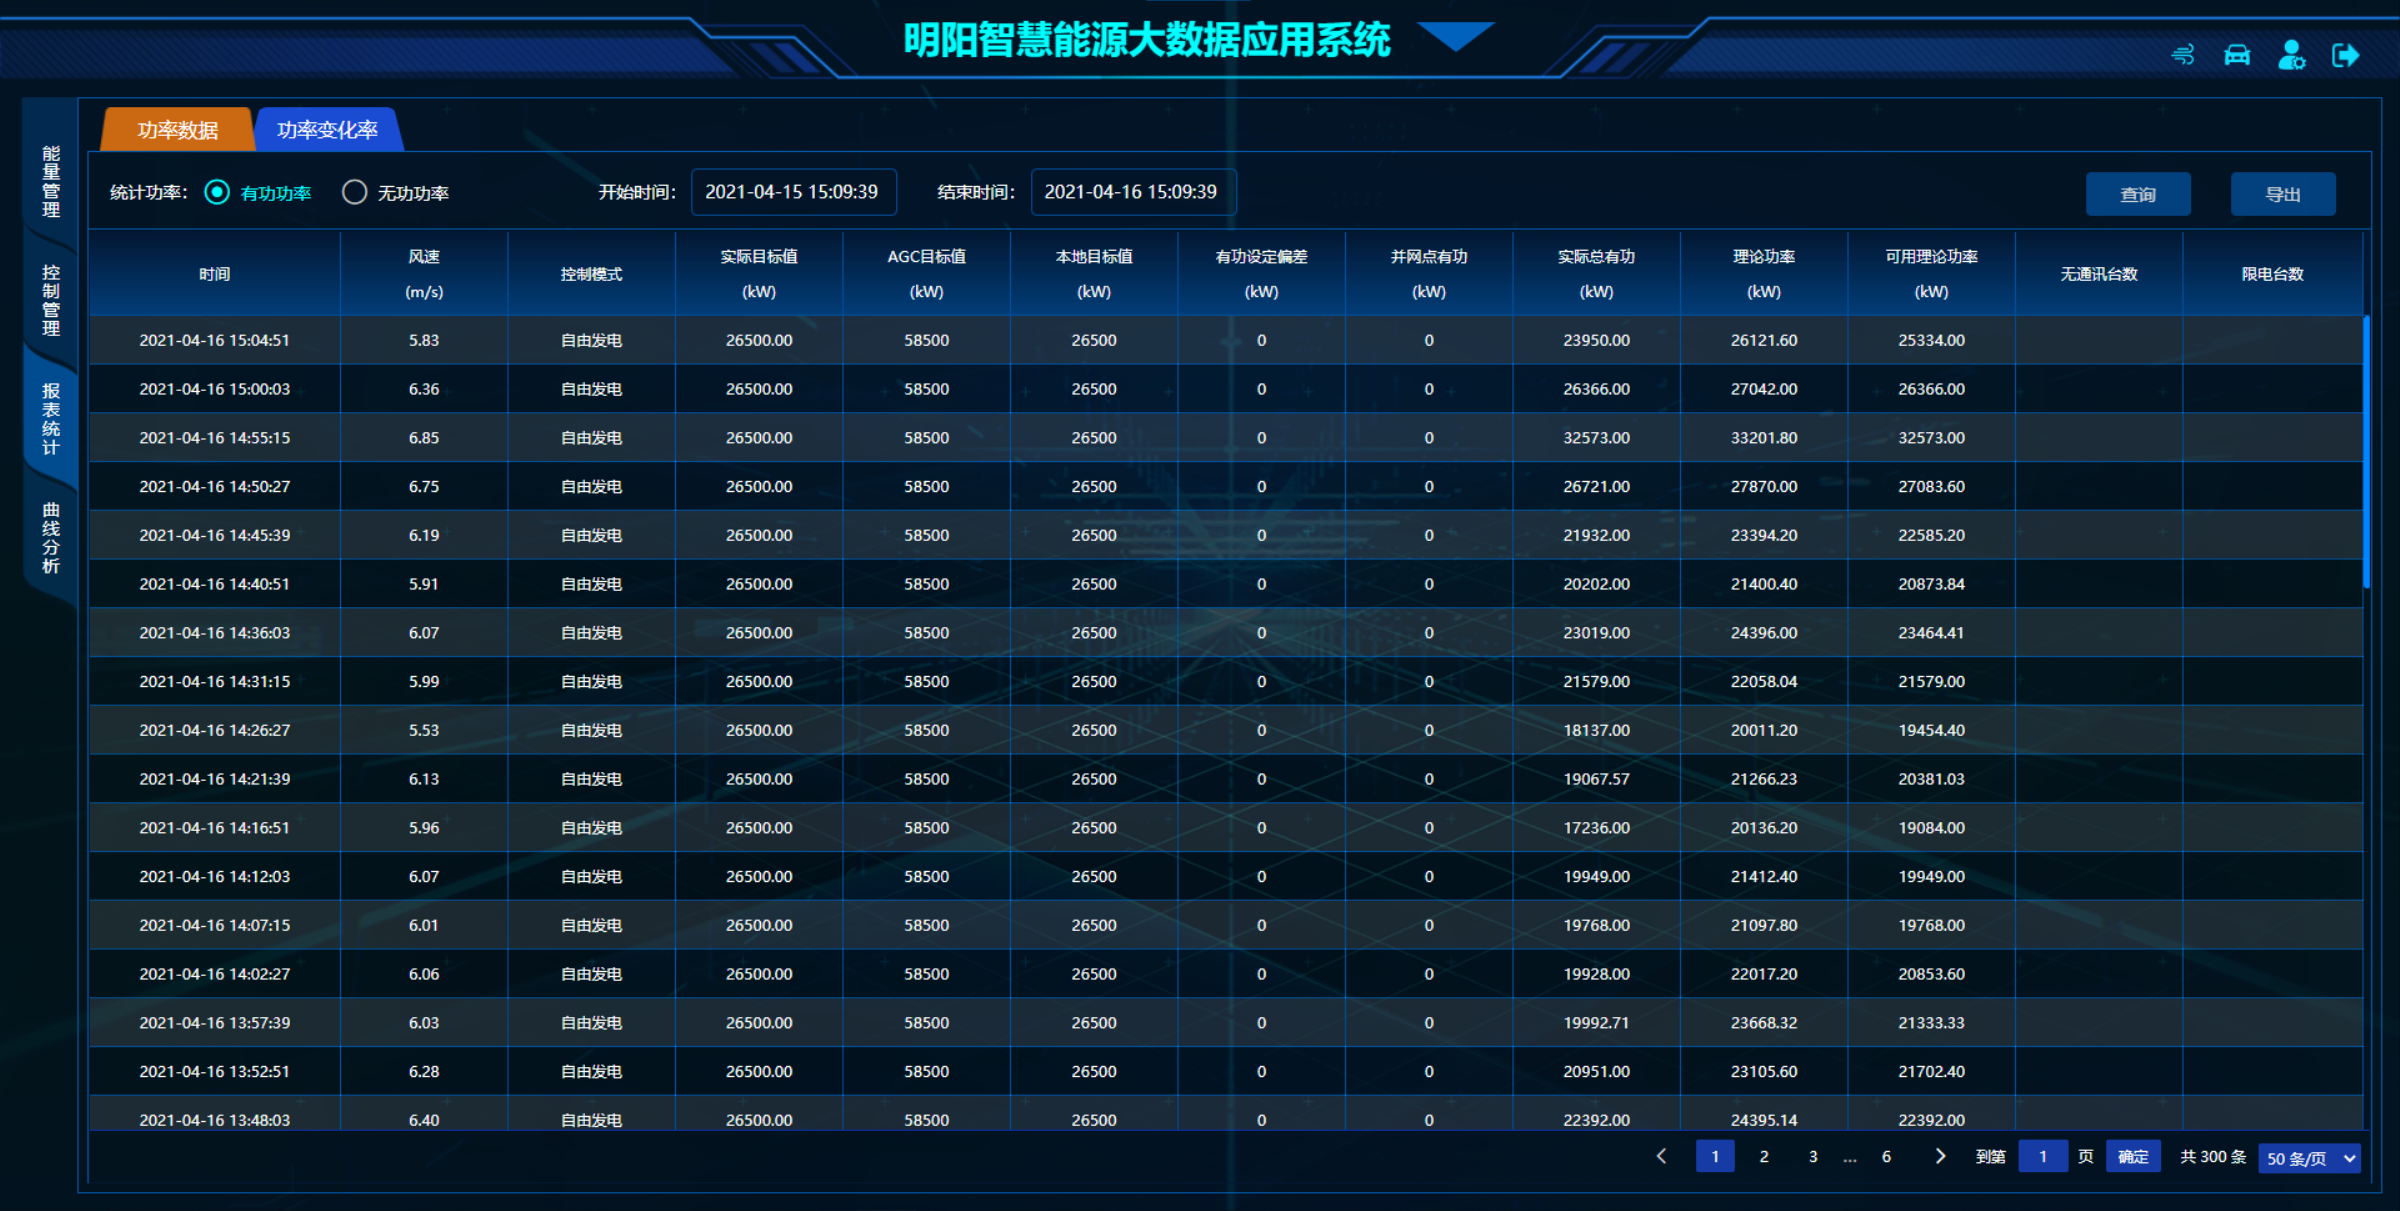 明阳智慧能源大数据应用系统
能量管理
控制管理
报表统计
曲线分析
功率数据 功率变化率
统计功率: 有功功率 无功功率 开始时间: 2021-04-15 15:09:39 结束时间: 2021-04-16 15:09:39 查询 导出
时间 风速 (m/s) 控制模式 实际目标值 (kW) AGC目标值 (kW) 本地目标值 (kW) 有功设定偏差 (kW) 并网点有功 (kW) 实际总有功 (kW) 理论功率 (kW) 可用理论功率 (kW) 无通讯台数 限电台数
2021-04-16 15:04:51 5.83 自由发电 26500.00 58500 26500 0 0 23950.00 26121.60 25334.00
2021-04-16 15:00:03 6.36 自由发电 26500.00 58500 26500 0 0 26366.00 27042.00 26366.00
2021-04-16 14:55:15 6.85 自由发电 26500.00 58500 26500 0 0 32573.00 33201.80 32573.00
2021-04-16 14:50:27 6.75 自由发电 26500.00 58500 26500 0 0 26721.00 27870.00 27083.60
2021-04-16 14:45:39 6.19 自由发电 26500.00 58500 26500 0 0 21932.00 23394.20 22585.20
2021-04-16 14:40:51 5.91 自由发电 26500.00 58500 26500 0 0 20202.00 21400.40 20873.84
2021-04-16 14:36:03 6.07 自由发电 26500.00 58500 26500 0 0 23019.00 24396.00 23464.41
2021-04-16 14:31:15 5.99 自由发电 26500.00 58500 26500 0 0 21579.00 22058.04 21579.00
2021-04-16 14:26:27 5.53 自由发电 26500.00 58500 26500 0 0 18137.00 20011.20 19454.40
2021-04-16 14:21:39 6.13 自由发电 26500.00 58500 26500 0 0 19067.57 21266.23 20381.03
2021-04-16 14:16:51 5.96 自由发电 26500.00 58500 26500 0 0 17236.00 20136.20 19084.00
2021-04-16 14:12:03 6.07 自由发电 26500.00 58500 26500 0 0 19949.00 21412.40 19949.00
2021-04-16 14:07:15 6.01 自由发电 26500.00 58500 26500 0 0 19768.00 21097.80 19768.00
2021-04-16 14:02:27 6.06 自由发电 26500.00 58500 26500 0 0 19928.00 22017.20 20853.60
2021-04-16 13:57:39 6.03 自由发电 26500.00 58500 26500 0 0 19992.71 23668.32 21333.33
2021-04-16 13:52:51 6.28 自由发电 26500.00 58500 26500 0 0 20951.00 23105.60 21702.40
2021-04-16 13:48:03 6.40 自由发电 26500.00 58500 26500 0 0 22392.00 24395.14 22392.00
1 2 3 ... 6 到第 1 页 确定 共 300 条 50 条/页